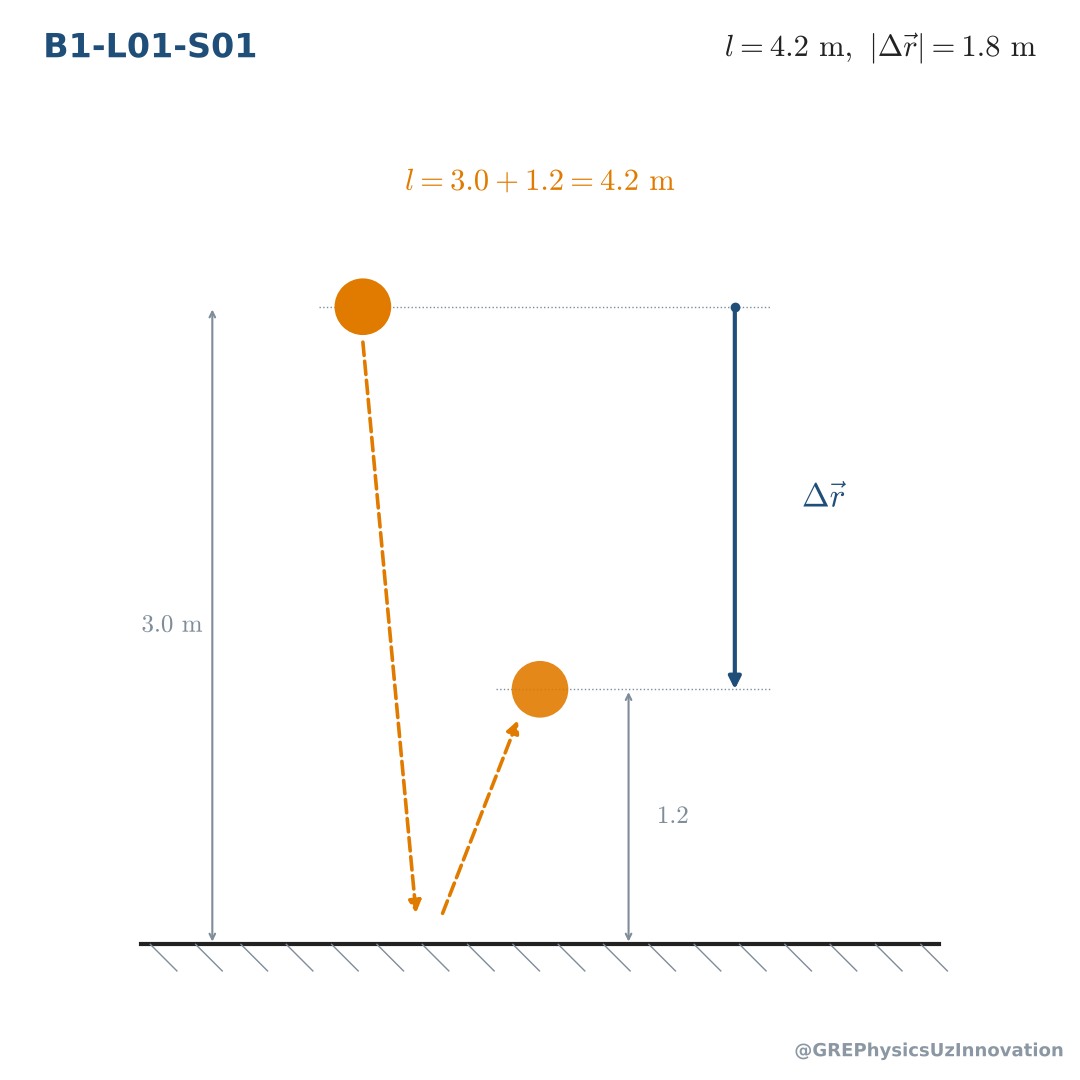 B1-L01-S01
l = 4.2 m, |Δr⃗| = 1.8 m
l = 3.0 + 1.2 = 4.2 m
Δr⃗
3.0 m
1.2
@GREPhysicsUzInnovation